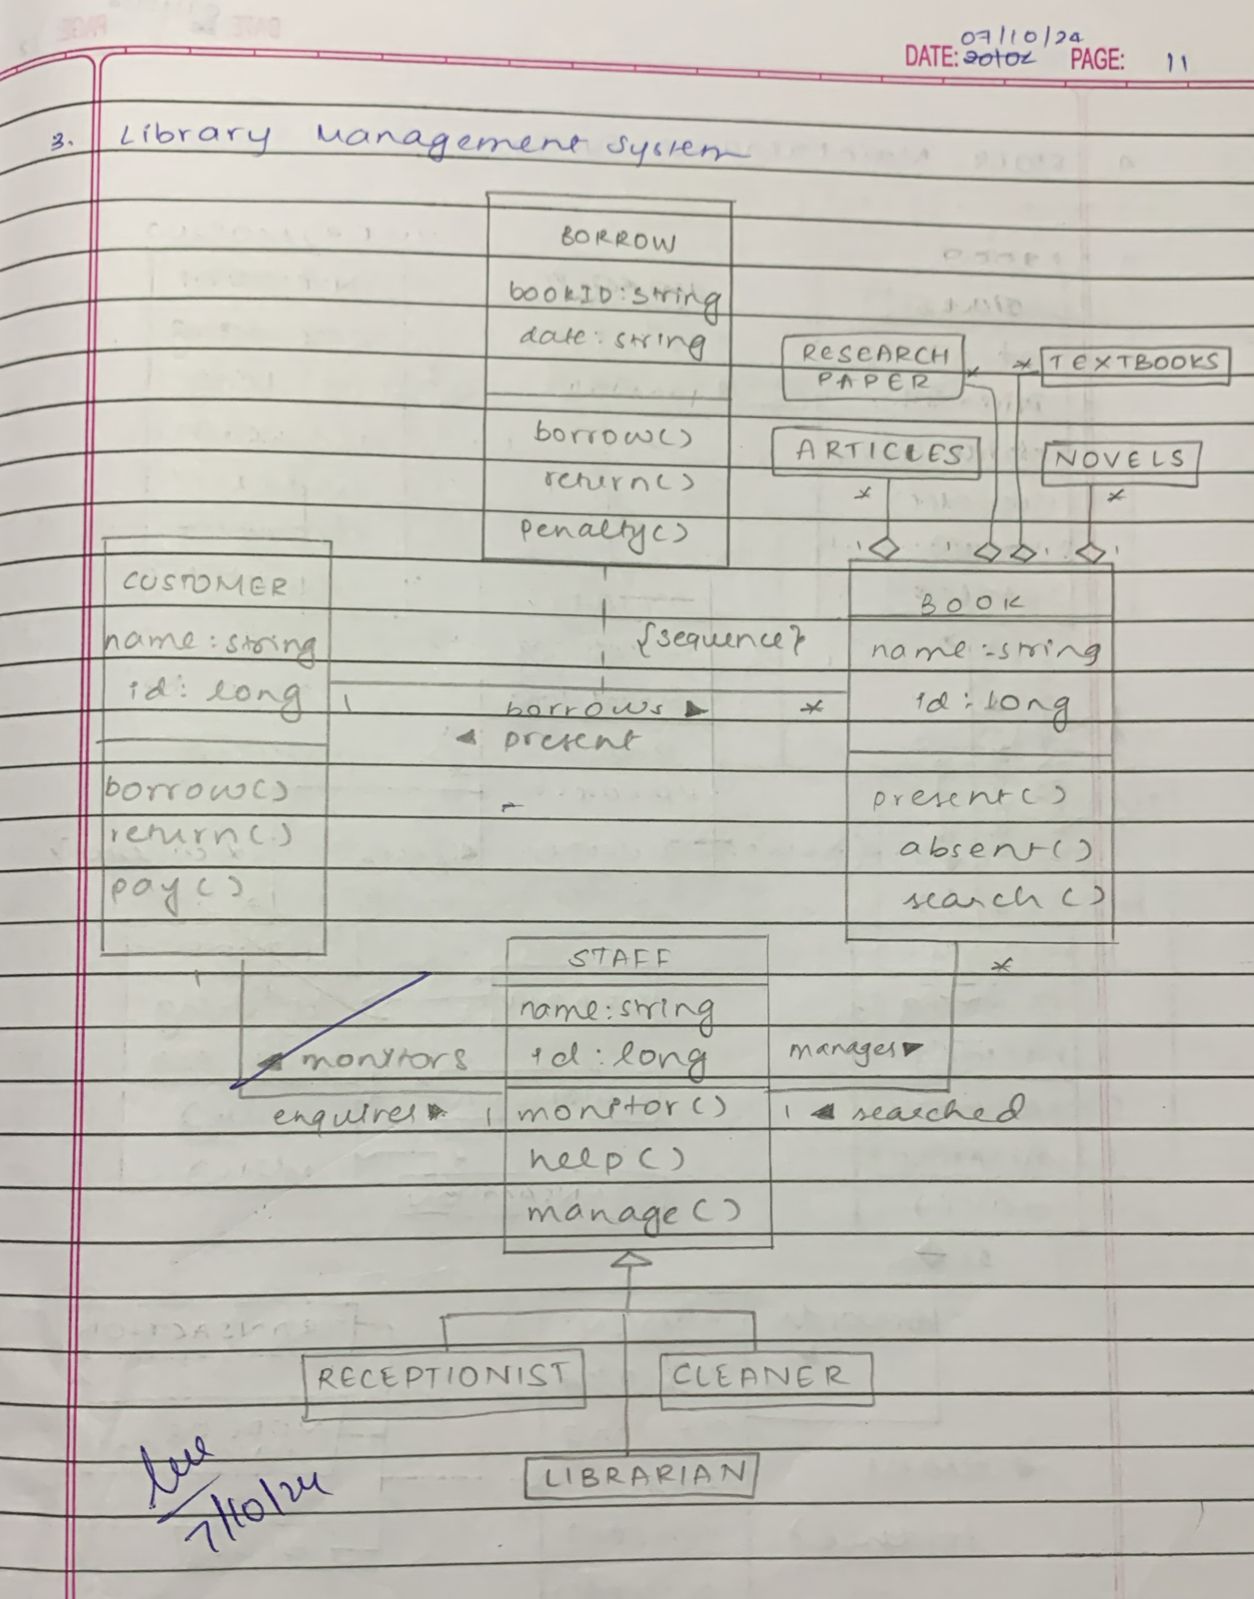 07/10/24
DATE: PAGE: 11
3. Library Management System
BORROW
bookID:string
date:string
borrow()
return()
penalty()
RESEARCH
PAPER
*
* TEXTBOOKS
ARTICLES
*
NOVELS
*
1 1 1 1
CUSTOMER
name:string
id: long
borrow()
return()
pay()
{sequence}
1 borrows ▶ *
◀ present
BOOK
name:string
id: long
present()
absent()
search()
1
*
STAFF
name:string
id:long
monitor()
help()
manage()
◀ monitors
enquires ▶ 1
manages ▶
1 ◀ searched
RECEPTIONIST
CLEANER
LIBRARIAN
7/10/24